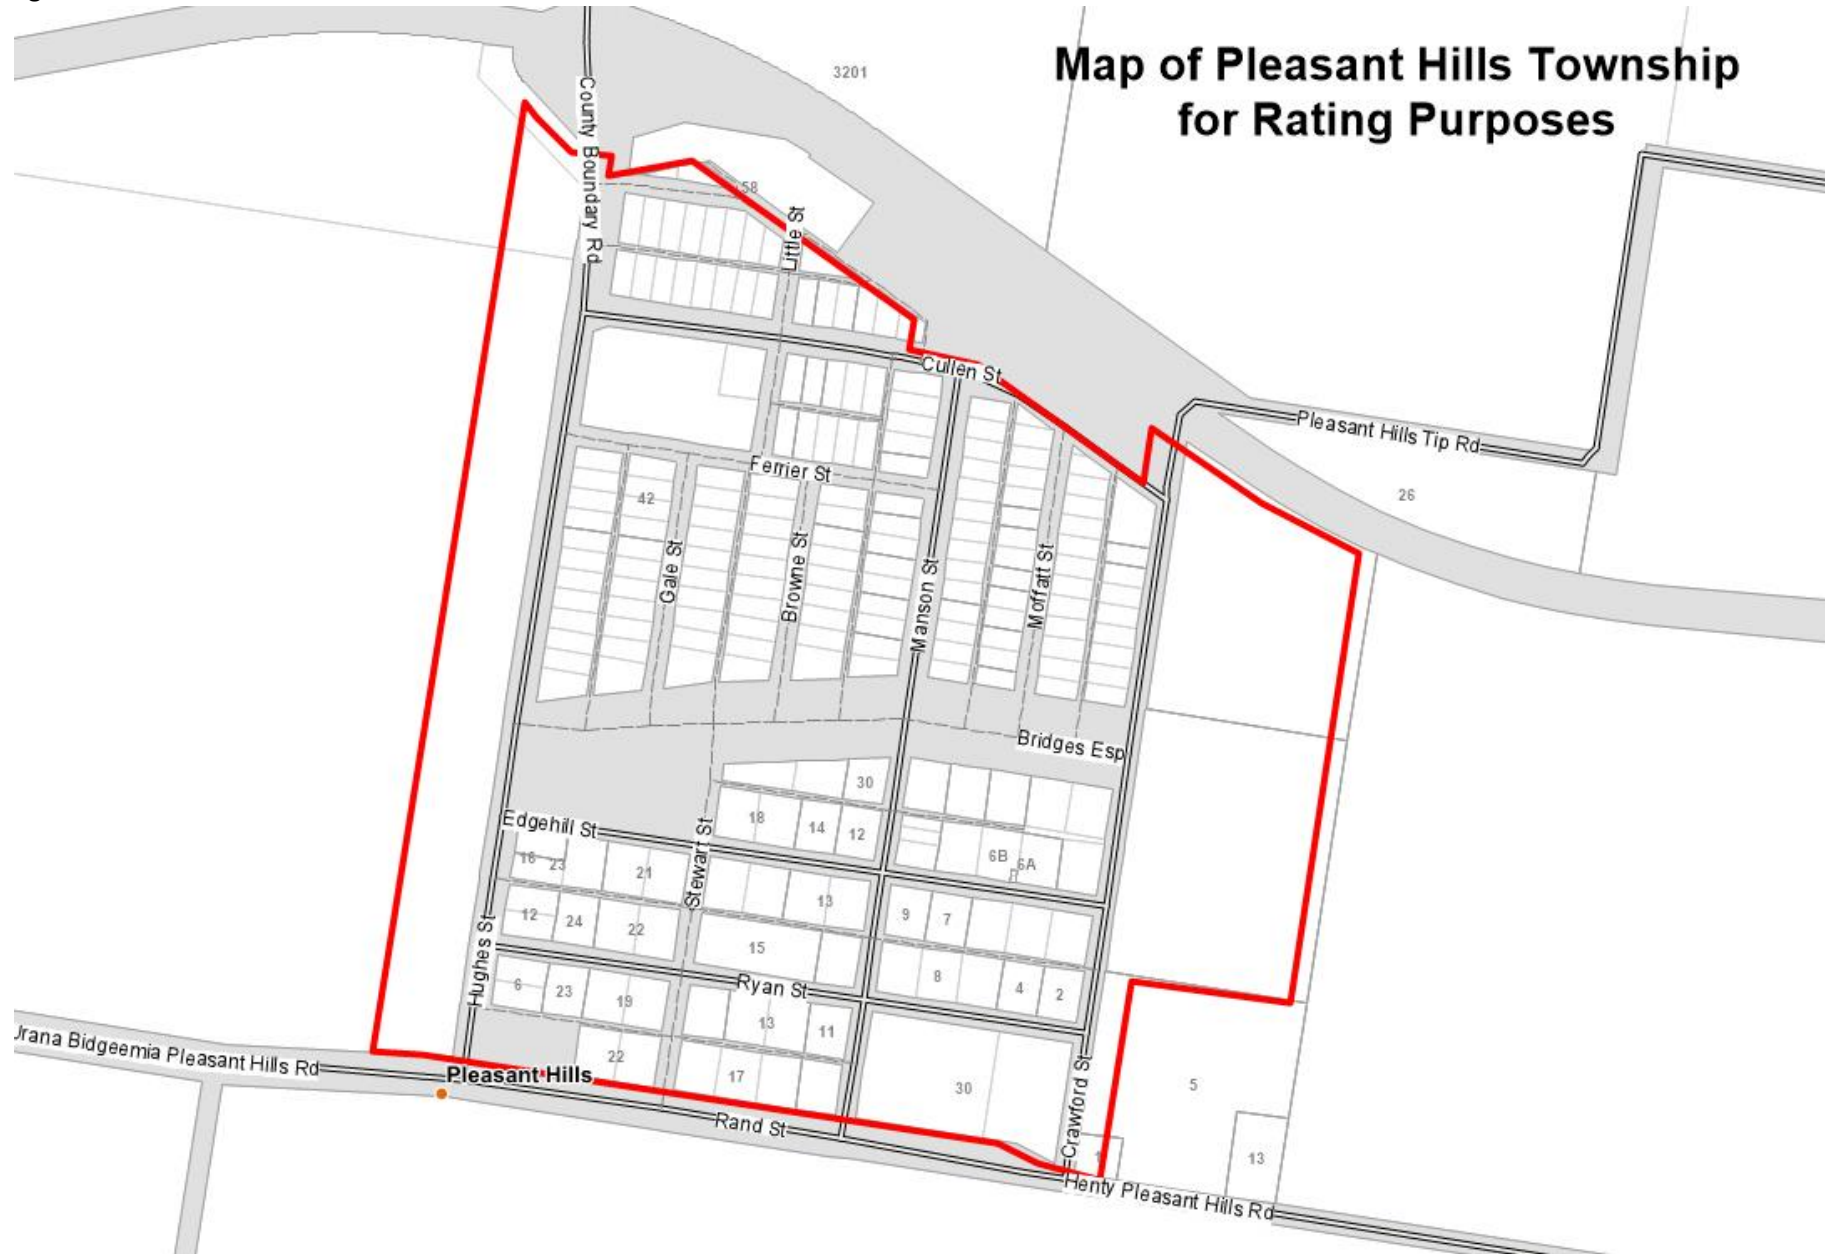 Map of Pleasant Hills Township
for Rating Purposes
3201
County Boundary Rd
58
Little St
Cullen St
Pleasant Hills Tip Rd
26
Ferrier St
42
Gale St
Browne St
Manson St
Moffatt St
Bridges Esp
30
18
14
12
Edgehill St
Stewart St
6B
6A
16
23
21
13
9
7
12
24
22
15
8
4
2
Hughes St
6
23
19
Ryan St
13
11
22
17
30
Crawford St
5
13
Urana Bidgeemia Pleasant Hills Rd
Pleasant Hills
Rand St
Henty Pleasant Hills Rd